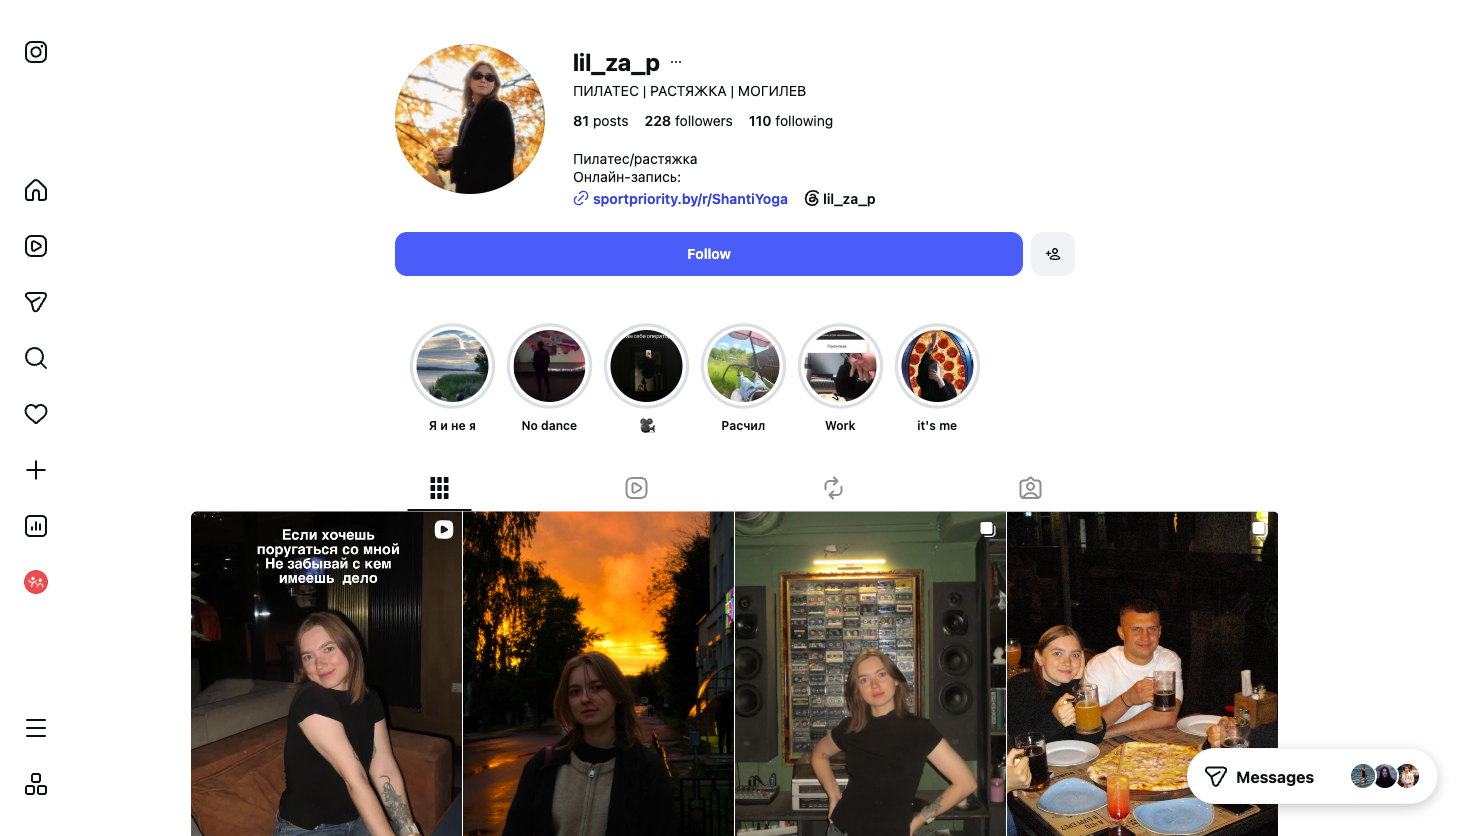 lil_za_p ...
ПИЛАТЕС | РАСТЯЖКА | МОГИЛЕВ
81 posts 228 followers 110 following
Пилатес/растяжка
Онлайн-запись:
sportpriority.by/r/ShantiYoga lil_za_p
Follow
Я и не я
No dance
Расчил
Work
it's me
Если хочешь
поругаться со мной
Не забывай с кем
имеешь дело
Messages